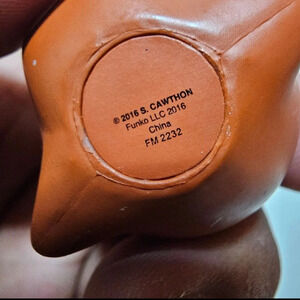 © 2016 S. CAWTHON
Funko LLC 2016
China
FM 2232